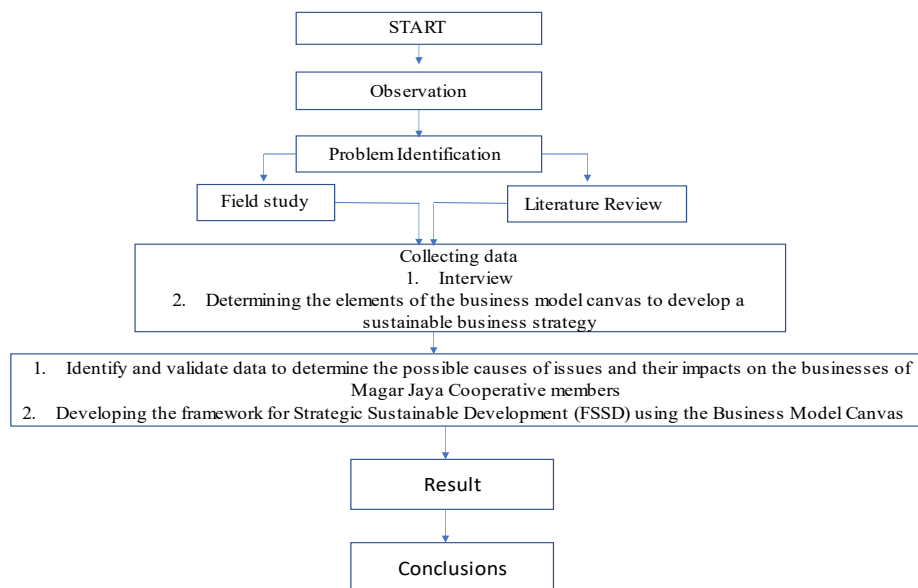 START
Observation
Problem Identification
Field study
Literature Review
Collecting data
1. Interview
2. Determining the elements of the business model canvas to develop a
sustainable business strategy
1. Identify and validate data to determine the possible causes of issues and their impacts on the businesses of
Magar Jaya Cooperative members
2. Developing the framework for Strategic Sustainable Development (FSSD) using the Business Model Canvas
Result
Conclusions